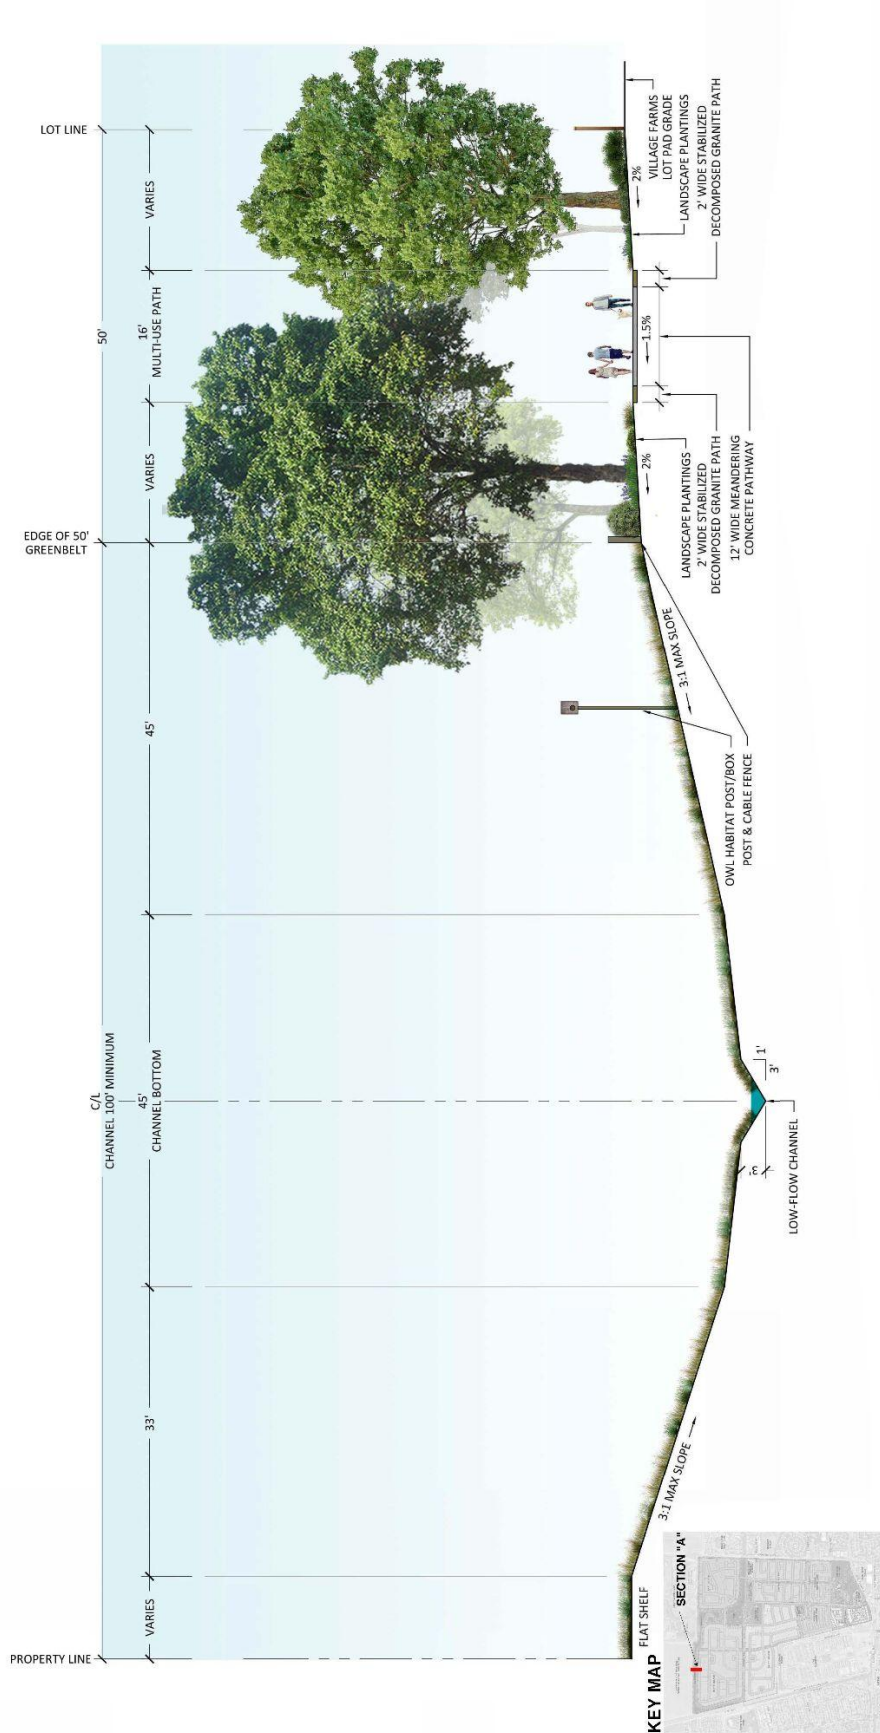 PROPERTY LINE
C/L
CHANNEL 100' MINIMUM
EDGE OF 50'
GREENBELT
50'
LOT LINE
VARIES
33'
45'
CHANNEL BOTTOM
45'
VARIES
16'
MULTI-USE PATH
VARIES
FLAT SHELF
3:1 MAX SLOPE
3'
1'
3'
LOW-FLOW CHANNEL
3:1 MAX SLOPE
OWL HABITAT POST/BOX
POST & CABLE FENCE
2%
1.5%
2%
LANDSCAPE PLANTINGS
2' WIDE STABILIZED
DECOMPOSED GRANITE PATH
12' WIDE MEANDERING
CONCRETE PATHWAY
VILLAGE FARMS
LOT PAD GRADE
LANDSCAPE PLANTINGS
2' WIDE STABILIZED
DECOMPOSED GRANITE PATH
KEY MAP
SECTION "A"